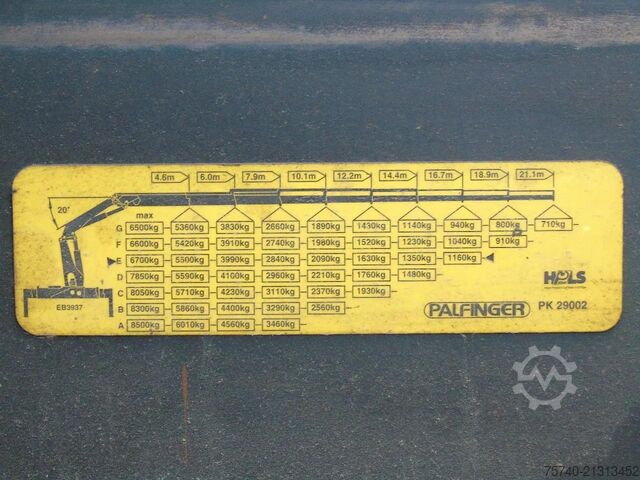 4.6m 6.0m 7.9m 10.1m 12.2m 14.4m 16.7m 18.9m 21.1m
20°
max
G 6500kg 5360kg 3830kg 2660kg 1890kg 1430kg 1140kg 940kg 800kg 710kg
F 6600kg 5420kg 3910kg 2740kg 1980kg 1520kg 1230kg 1040kg 910kg
E 6700kg 5500kg 3990kg 2840kg 2090kg 1630kg 1350kg 1160kg
D 7850kg 5590kg 4100kg 2960kg 2210kg 1760kg 1480kg
C 8050kg 5710kg 4230kg 3110kg 2370kg 1930kg
B 8300kg 5860kg 4400kg 3290kg 2560kg
A 8500kg 6010kg 4560kg 3460kg
EB3937
HPLS
PALFINGER PK 29002
75740-21313452